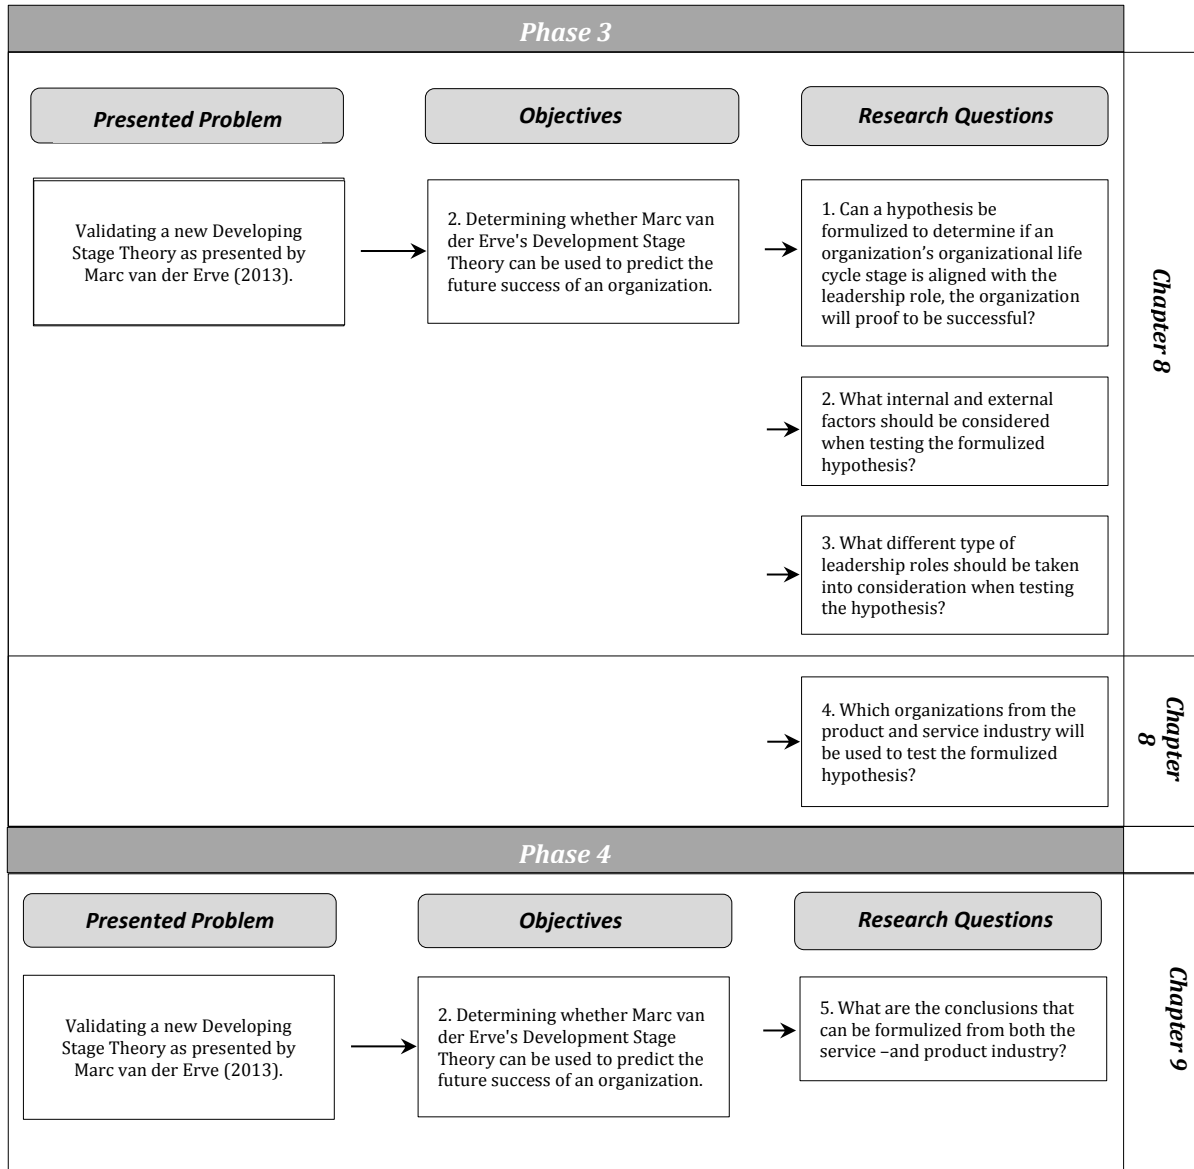 Phase 3
Presented Problem
Objectives
Research Questions
Validating a new Developing
Stage Theory as presented by
Marc van der Erve (2013).
2. Determining whether Marc van
der Erve's Development Stage
Theory can be used to predict the
future success of an organization.
1. Can a hypothesis be
formulized to determine if an
organization’s organizational life
cycle stage is aligned with the
leadership role, the organization
will proof to be successful?
2. What internal and external
factors should be considered
when testing the formulized
hypothesis?
3. What different type of
leadership roles should be taken
into consideration when testing
the hypothesis?
Chapter 8
4. Which organizations from the
product and service industry will
be used to test the formulized
hypothesis?
Chapter
8
Phase 4
Presented Problem
Objectives
Research Questions
Validating a new Developing
Stage Theory as presented by
Marc van der Erve (2013).
2. Determining whether Marc van
der Erve's Development Stage
Theory can be used to predict the
future success of an organization.
5. What are the conclusions that
can be formulized from both the
service –and product industry?
Chapter 9